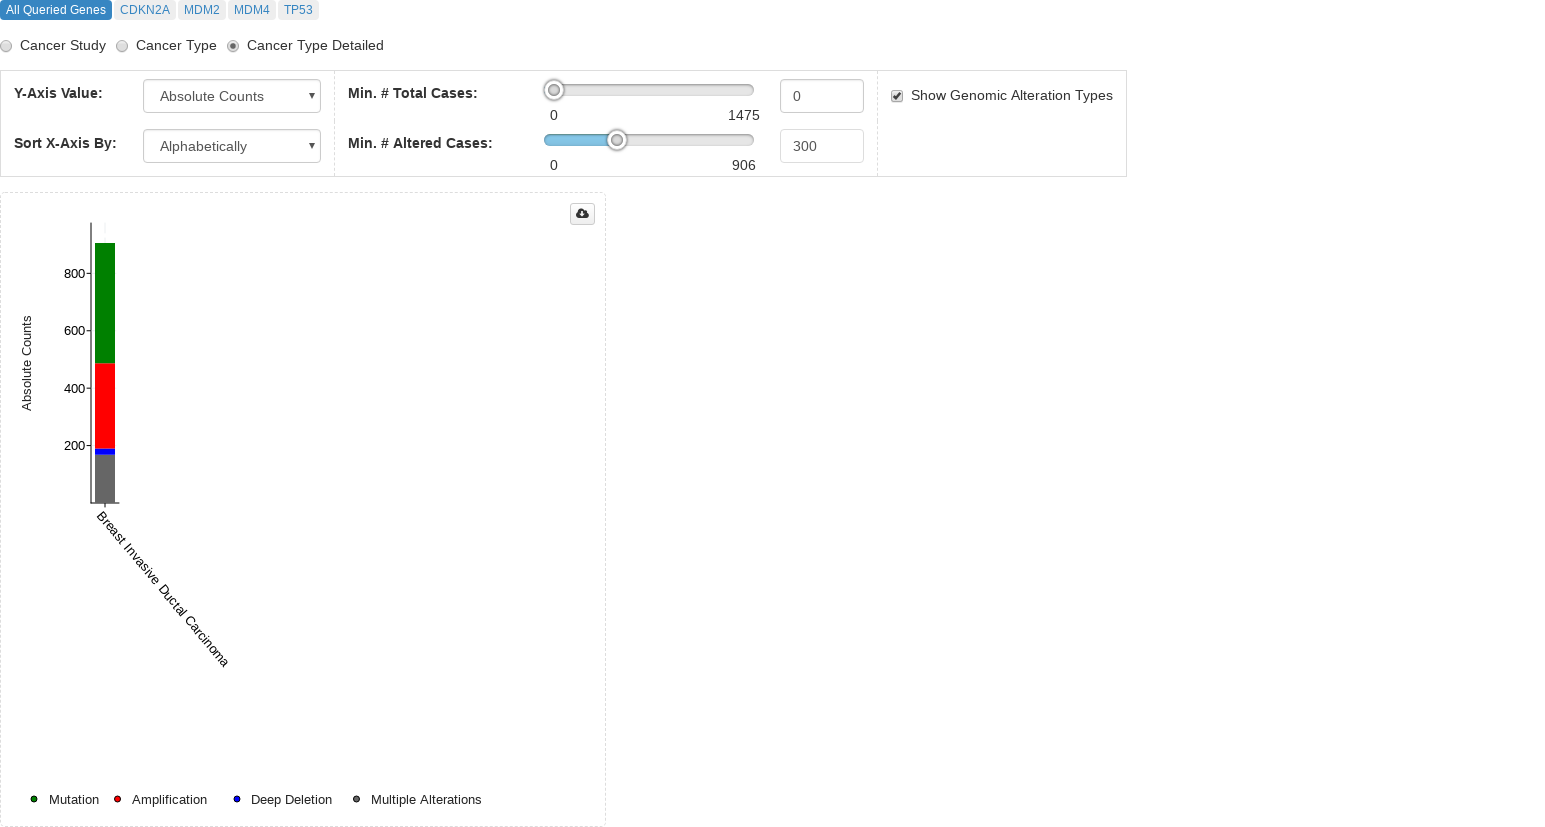 All Queried Genes CDKN2A MDM2 MDM4 TP53
Cancer Study Cancer Type Cancer Type Detailed
Y-Axis Value: Absolute Counts Min. # Total Cases: 0 Show Genomic Alteration Types
0 1475
Sort X-Axis By: Alphabetically Min. # Altered Cases: 300
0 906
800
600
400
200
Absolute Counts
Breast Invasive Ductal Carcinoma
Mutation Amplification Deep Deletion Multiple Alterations